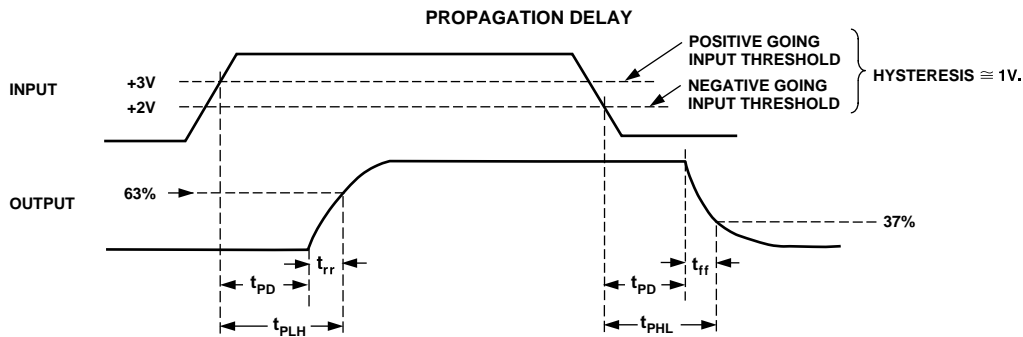 PROPAGATION DELAY
POSITIVE GOING
INPUT THRESHOLD
NEGATIVE GOING
INPUT THRESHOLD
HYSTERESIS ≅ 1V.
INPUT
+3V
+2V
OUTPUT
63%
37%
trr
tPD
tPLH
tff
tPD
tPHL